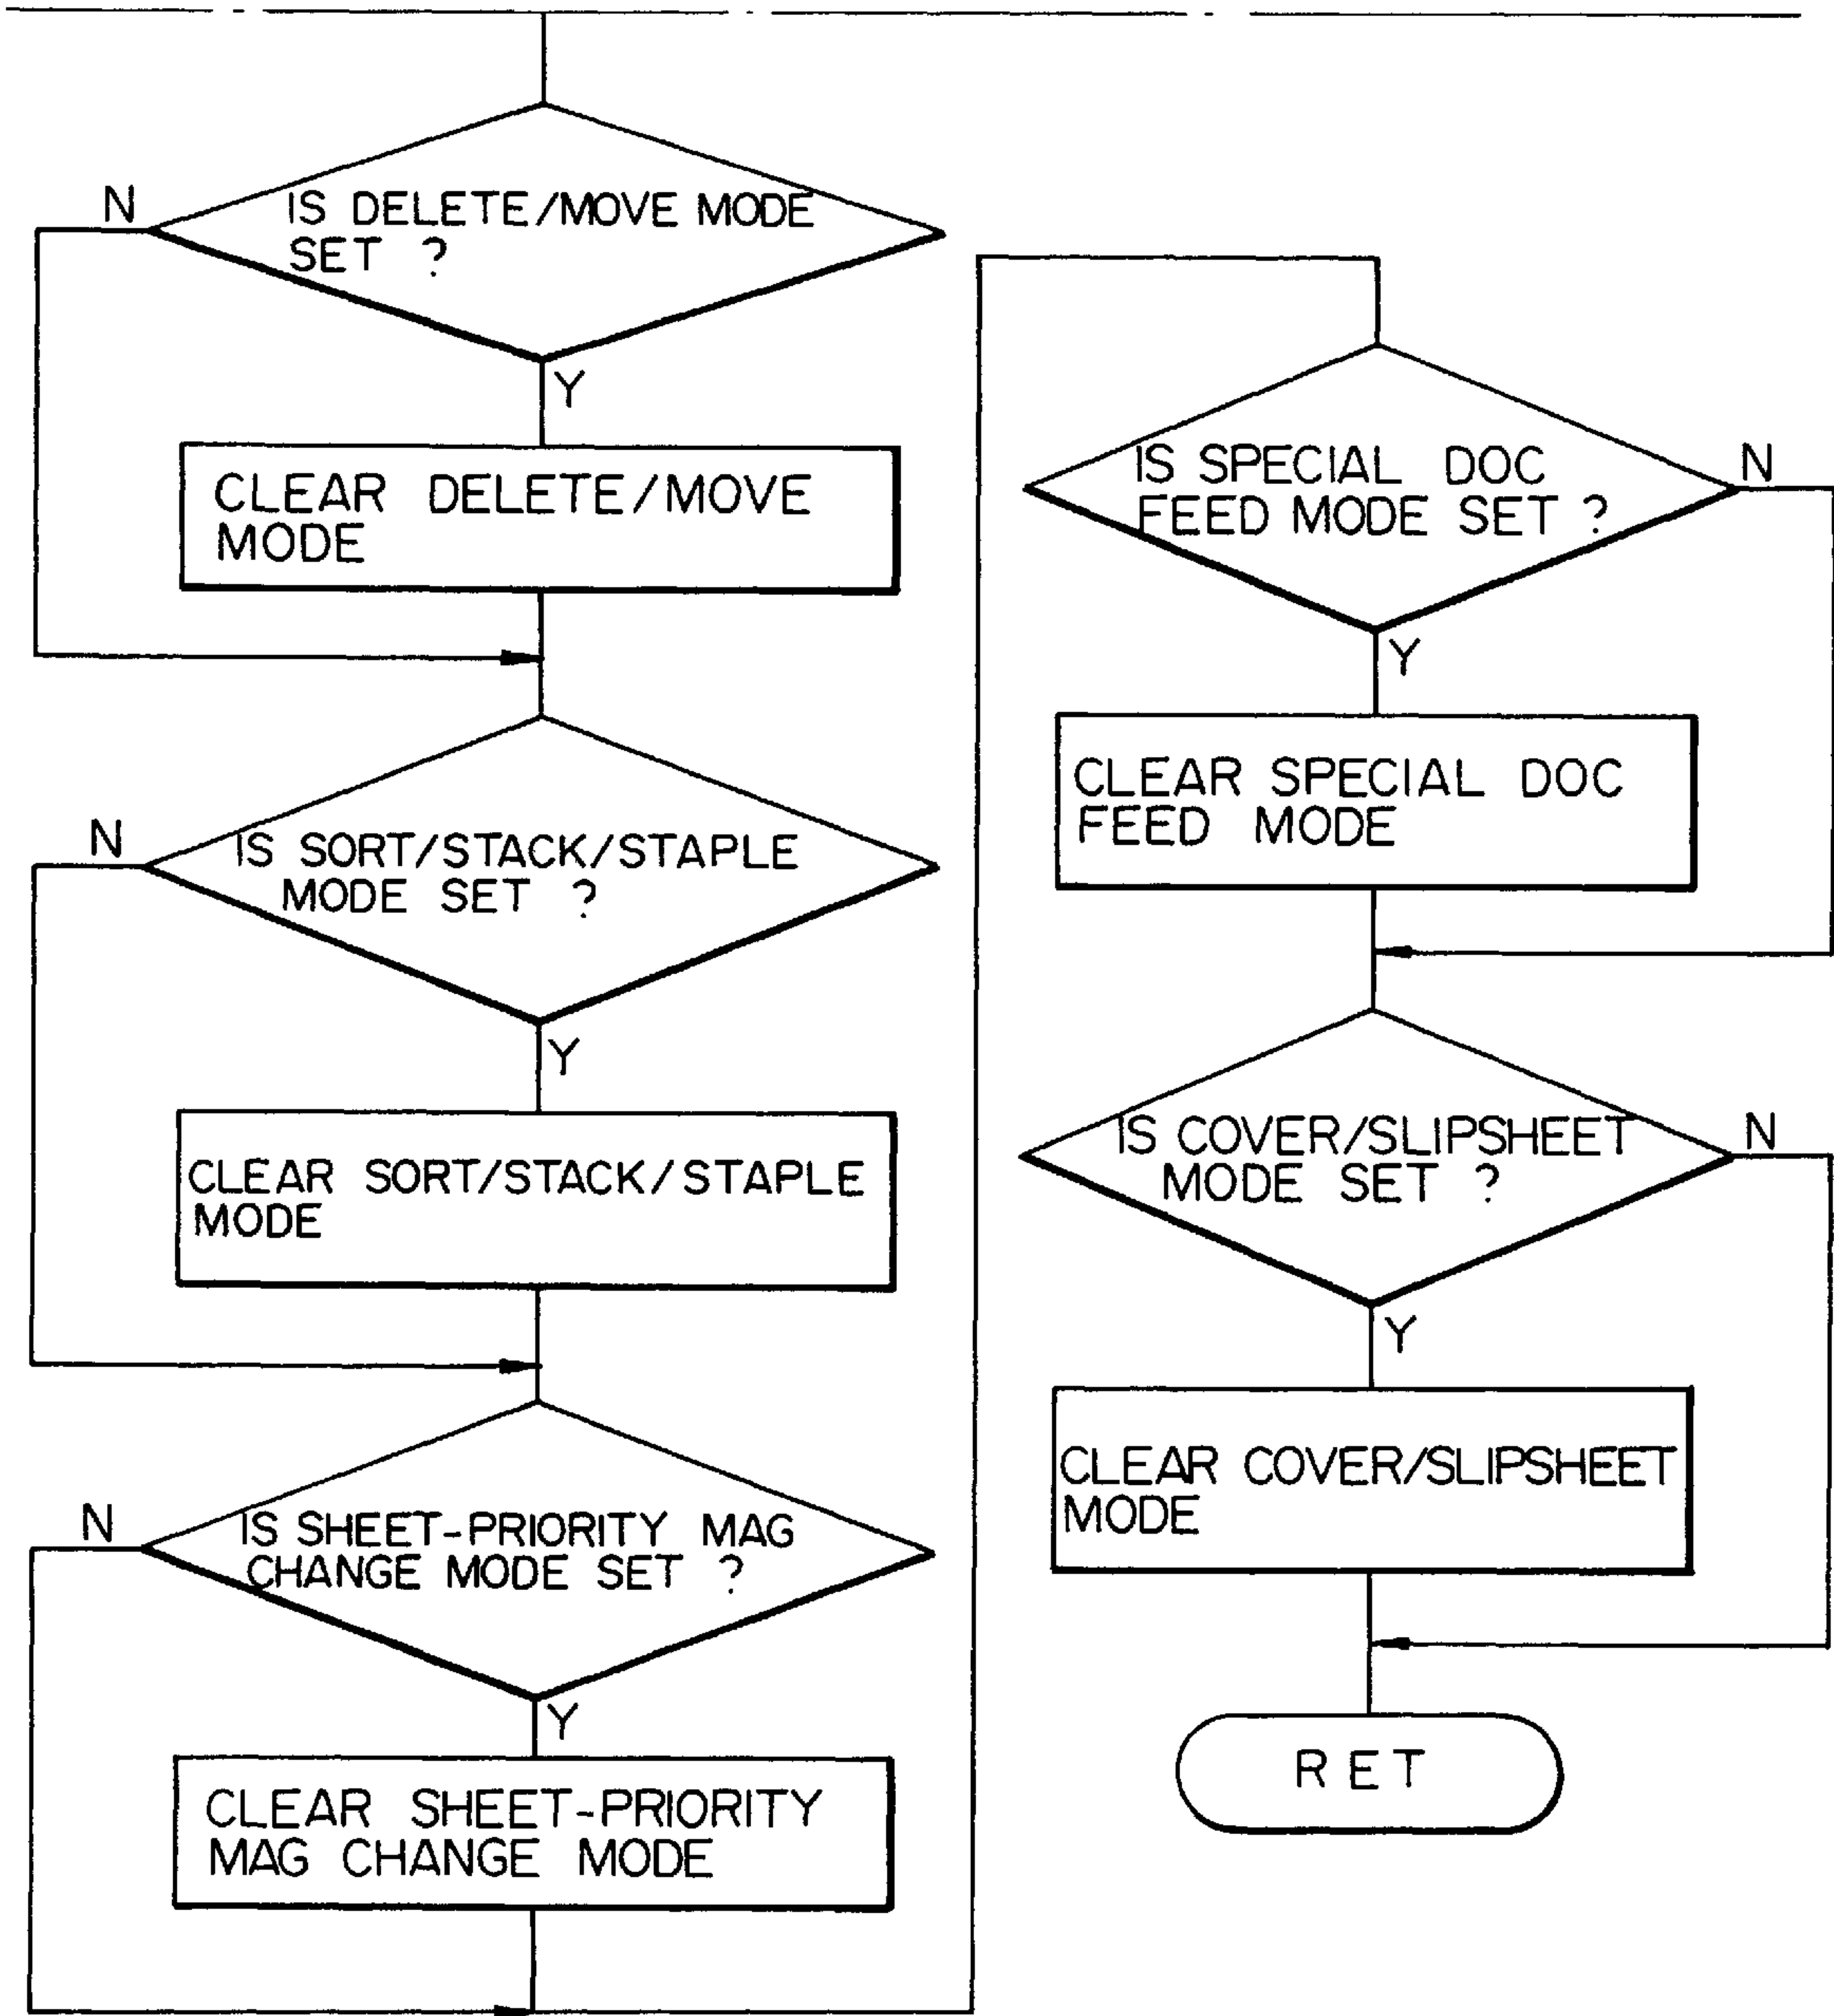 N
IS DELETE/MOVE MODE
SET ?
Y
CLEAR DELETE/MOVE
MODE
N
IS SORT/STACK/STAPLE
MODE SET ?
Y
CLEAR SORT/STACK/STAPLE
MODE
N
IS SHEET-PRIORITY MAG
CHANGE MODE SET ?
Y
CLEAR SHEET-PRIORITY
MAG CHANGE MODE
IS SPECIAL DOC
FEED MODE SET ?
N
Y
CLEAR SPECIAL DOC
FEED MODE
IS COVER/SLIPSHEET
MODE SET ?
N
Y
CLEAR COVER/SLIPSHEET
MODE
RET